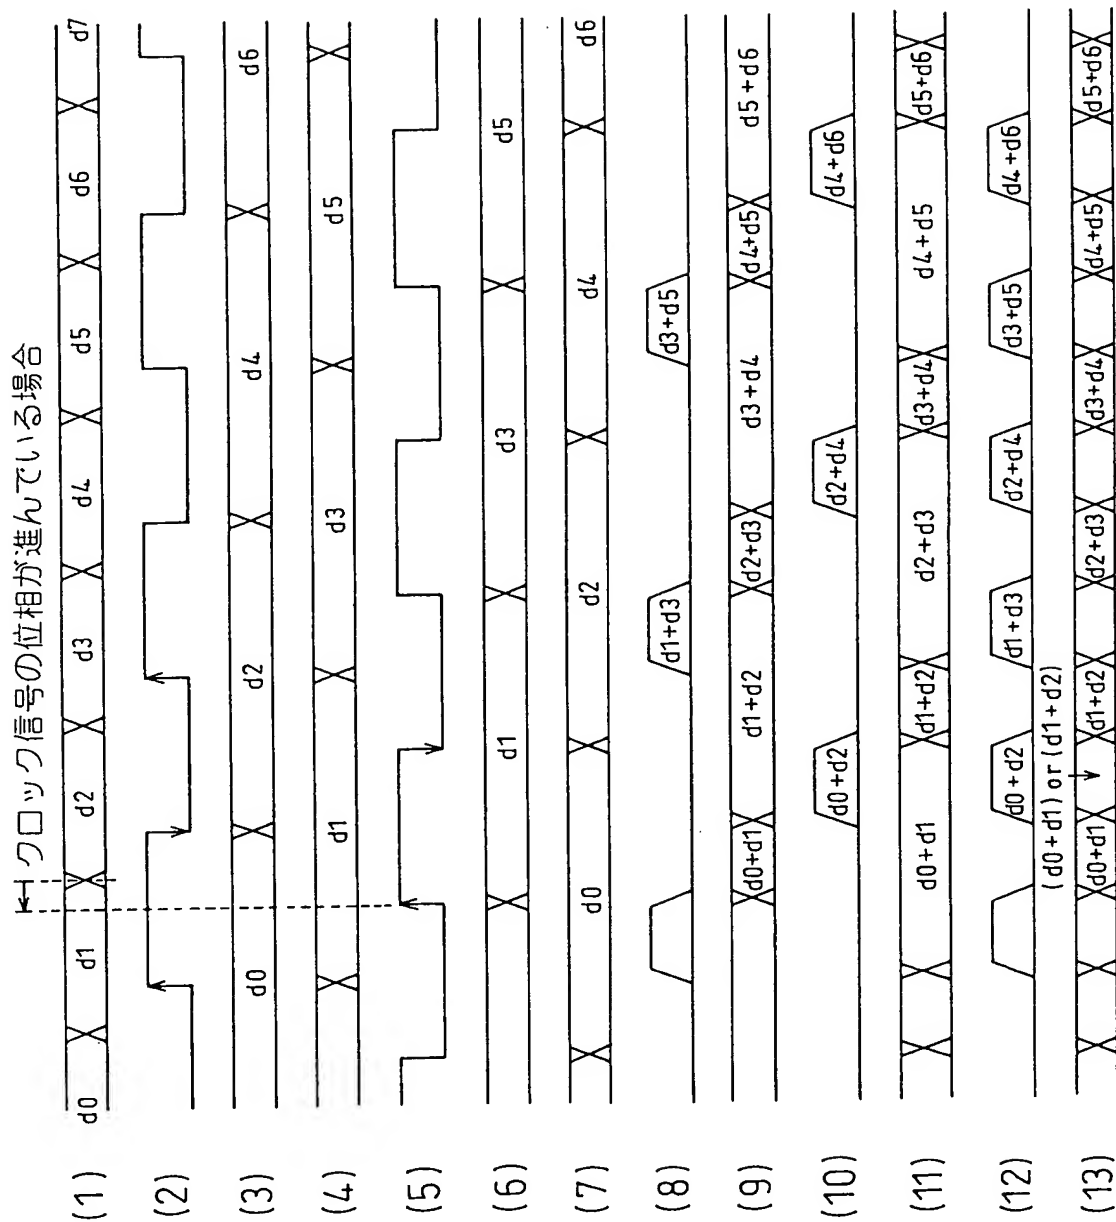 クロック信号の位相が進んでいる場合
(1) d0 d1 d2 d3 d4 d5 d6 d7
(2)
(3) d0 d2 d4 d6
(4) d1 d3 d5
(5)
(6) d1 d3 d5
(7) d0 d2 d4 d6
(8) d1+d3 d3+d5
(9) d0+d1 d1+d2 d2+d3 d3+d4 d4+d5 d5+d6
(10) d0+d2 d2+d4 d4+d6
(11) d0+d1 d1+d2 d2+d3 d3+d4 d4+d5 d5+d6
(12) d0+d2 d1+d3 d2+d4 d3+d5 d4+d6
(d0+d1) or (d1+d2)
(13) d0+d1 d1+d2 d2+d3 d3+d4 d4+d5 d5+d6